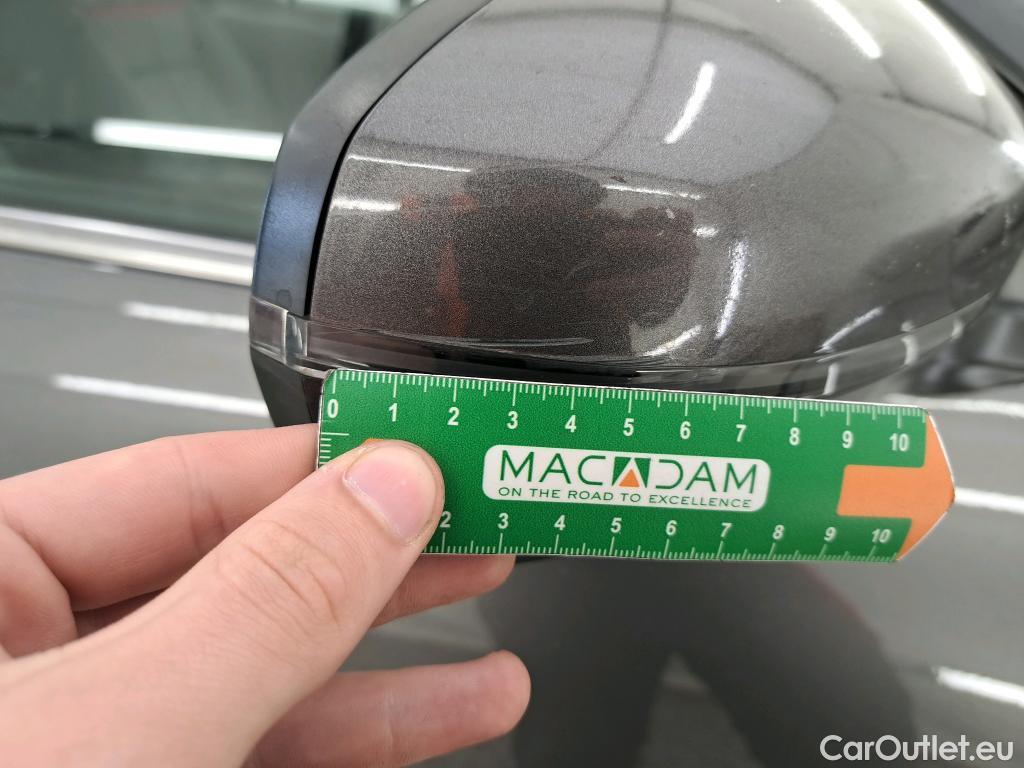 0 1 2 3 4 5 6 7 8 9 10
MACADAM
ON THE ROAD TO EXCELLENCE
2 3 4 5 6 7 8 9 10
CarOutlet.eu